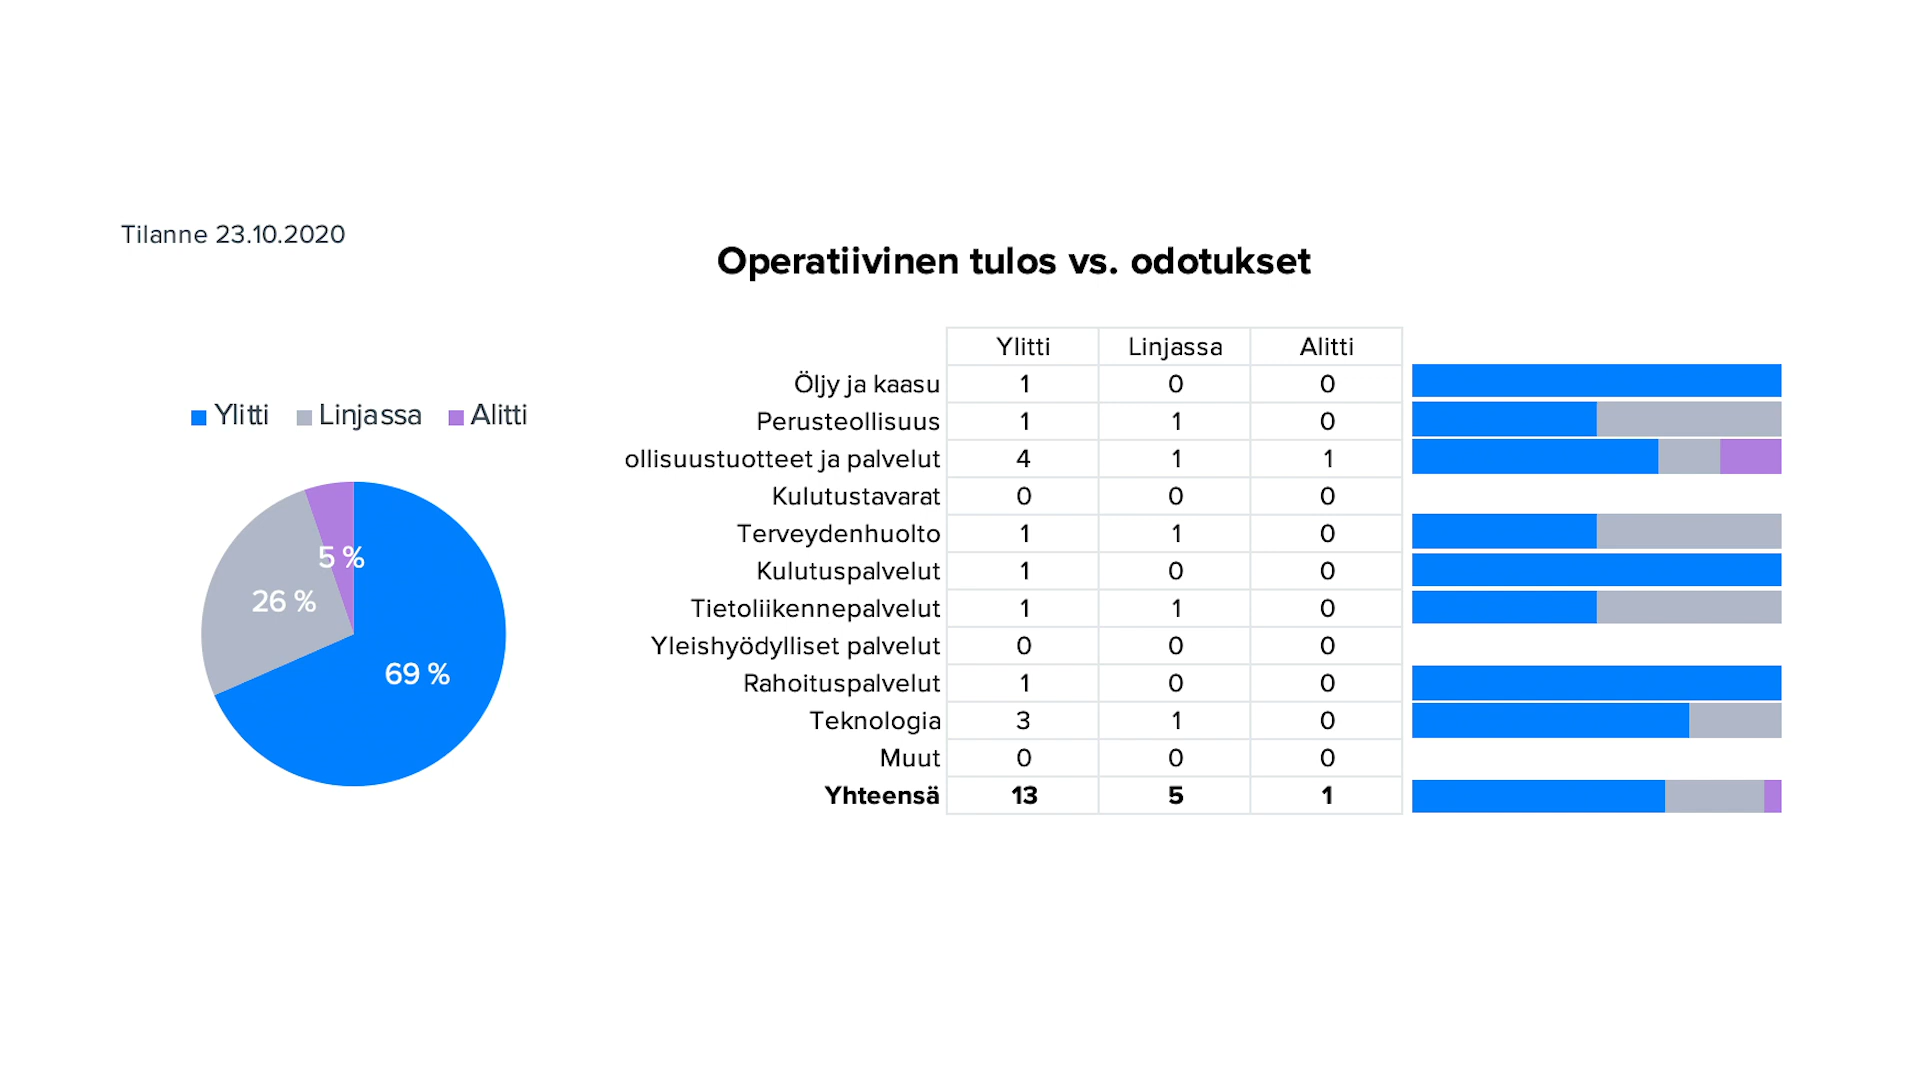 Tilanne 23.10.2020
Operatiivinen tulos vs. odotukset
Ylitti Linjassa Alitti
5 %
26 %
69 %
Ylitti Linjassa Alitti
Öljy ja kaasu 1 0 0
Perusteollisuus 1 1 0
ollisuustuotteet ja palvelut 4 1 1
Kulutustavarat 0 0 0
Terveydenhuolto 1 1 0
Kulutuspalvelut 1 0 0
Tietoliikennepalvelut 1 1 0
Yleishyödylliset palvelut 0 0 0
Rahoituspalvelut 1 0 0
Teknologia 3 1 0
Muut 0 0 0
Yhteensä 13 5 1